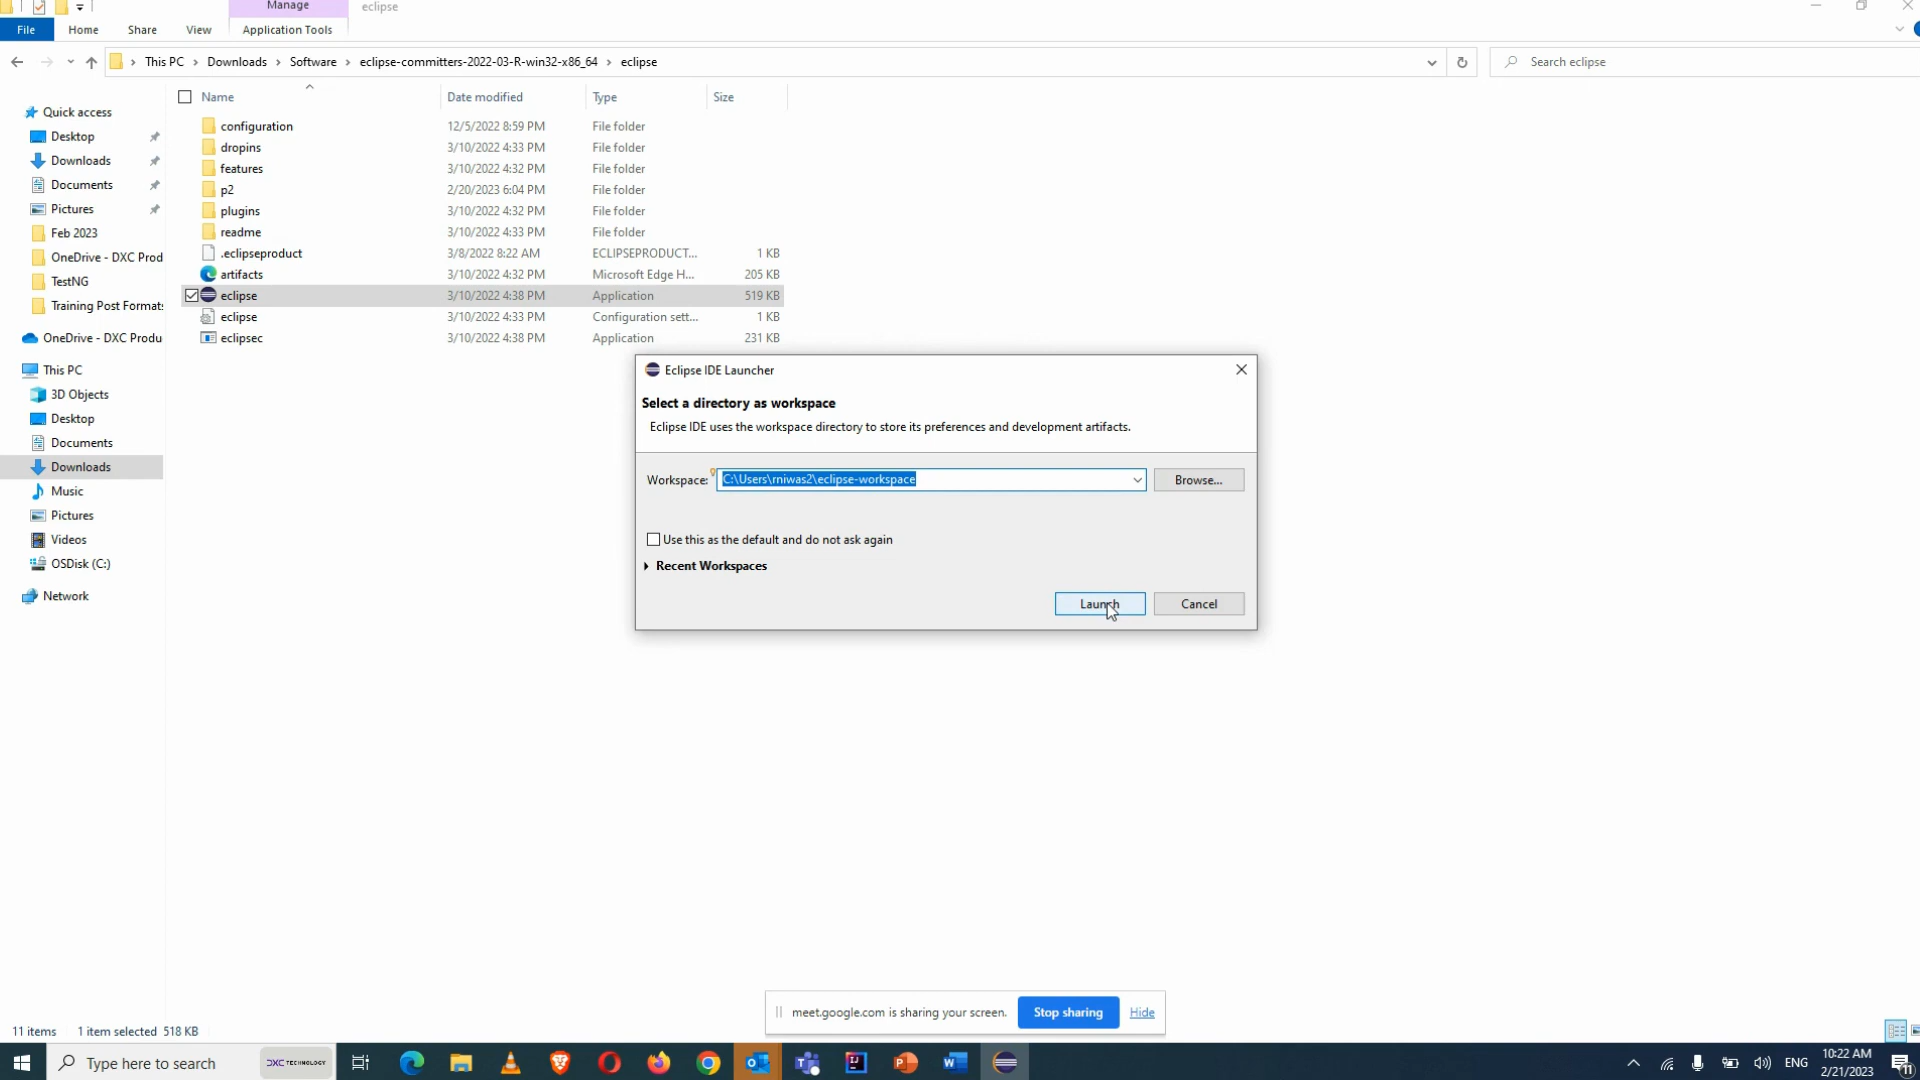 Manage
eclipse
File
Home
Share
View
Application Tools
This PC
Downloads
Software
eclipse-committers-2022-03-R-win32-x86_64
eclipse
Search eclipse
Name
Date modified
Type
Size
Quick access
Desktop
Downloads
Documents
Pictures
Feb 2023
OneDrive - DXC Prod
TestNG
Training Post Formats
OneDrive - DXC Produ
This PC
3D Objects
Desktop
Documents
Downloads
Music
Pictures
Videos
OSDisk (C:)
Network
configuration 12/5/2022 8:59 PM File folder
dropins 3/10/2022 4:33 PM File folder
features 3/10/2022 4:32 PM File folder
p2 2/20/2023 6:04 PM File folder
plugins 3/10/2022 4:32 PM File folder
readme 3/10/2022 4:33 PM File folder
.eclipseproduct 3/8/2022 8:22 AM ECLIPSEPRODUCT... 1 KB
artifacts 3/10/2022 4:32 PM Microsoft Edge H... 205 KB
eclipse 3/10/2022 4:38 PM Application 519 KB
eclipse 3/10/2022 4:33 PM Configuration sett... 1 KB
eclipsec 3/10/2022 4:38 PM Application 231 KB
Eclipse IDE Launcher
Select a directory as workspace
Eclipse IDE uses the workspace directory to store its preferences and development artifacts.
Workspace: C:\Users\rniwas2\eclipse-workspace
Browse...
Use this as the default and do not ask again
Recent Workspaces
Launch
Cancel
meet.google.com is sharing your screen.
Stop sharing
Hide
11 items 1 item selected 518 KB
Type here to search
DXC TECHNOLOGY
ENG
10:22 AM
2/21/2023
11